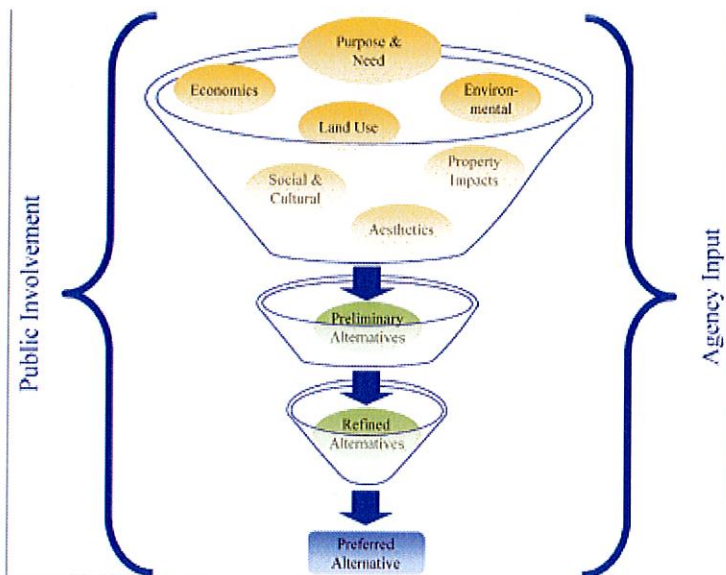 Purpose &
Need
Economics
Environ-
mental
Land Use
Property
Impacts
Social &
Cultural
Aesthetics
Preliminary
Alternatives
Refined
Alternatives
Preferred
Alternative
Public Involvement
Agency Input